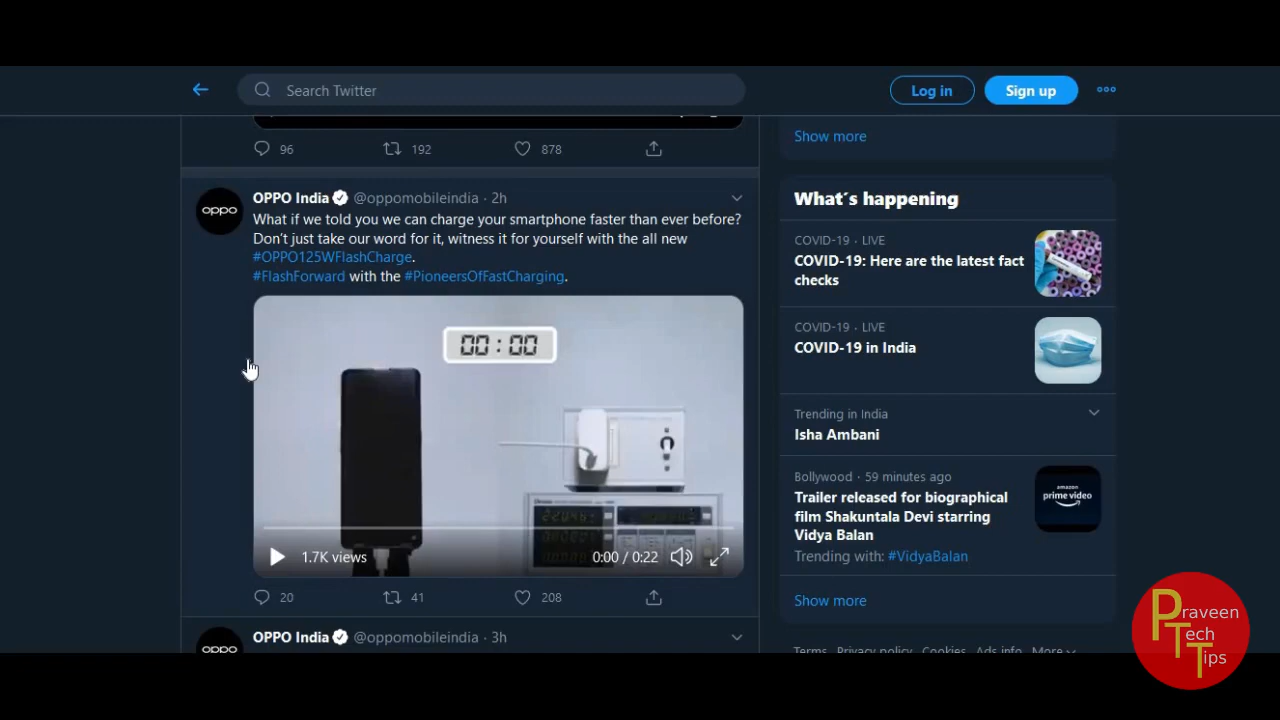 Search Twitter
Log in
Sign up
96
192
878
Show more
oppo
OPPO India @oppomobileindia · 2h
What if we told you we can charge your smartphone faster than ever before?
Don't just take our word for it, witness it for yourself with the all new
#OPPO125WFlashCharge.
#FlashForward with the #PioneersOfFastCharging.
00:00
1.7K views
0:00 / 0:22
20
41
208
oppo
OPPO India @oppomobileindia · 3h
What's happening
COVID-19 · LIVE
COVID-19: Here are the latest fact
checks
COVID-19 · LIVE
COVID-19 in India
Trending in India
Isha Ambani
Bollywood · 59 minutes ago
Trailer released for biographical
film Shakuntala Devi starring
Vidya Balan
Trending with: #VidyaBalan
amazon
prime video
Show more
Terms Privacy policy Cookies Ads info More
Praveen
Tech
Tips